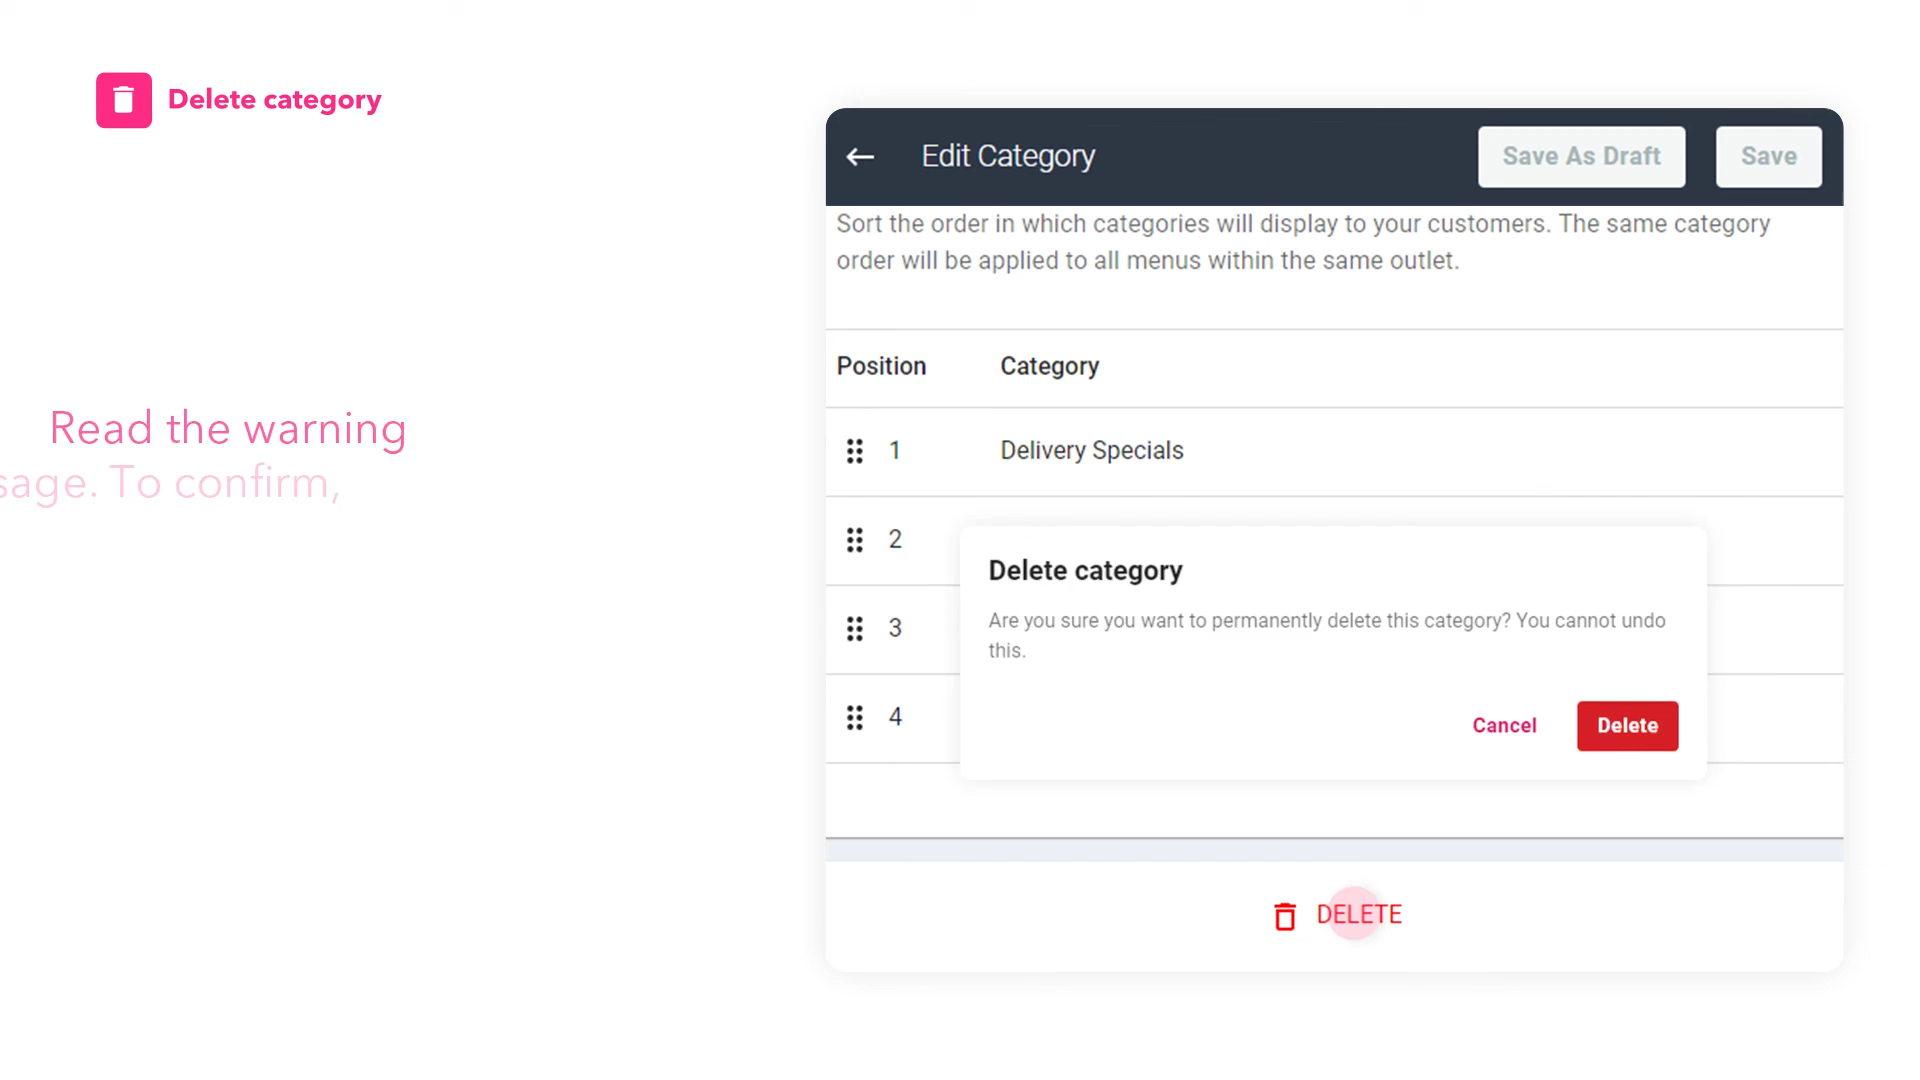 Delete category
Read the warning
sage. To confirm,
Edit Category
Save As Draft
Save
Sort the order in which categories will display to your customers. The same category
order will be applied to all menus within the same outlet.
Position
Category
1
Delivery Specials
2
3
4
Delete category
Are you sure you want to permanently delete this category? You cannot undo
this.
Cancel
Delete
DELETE